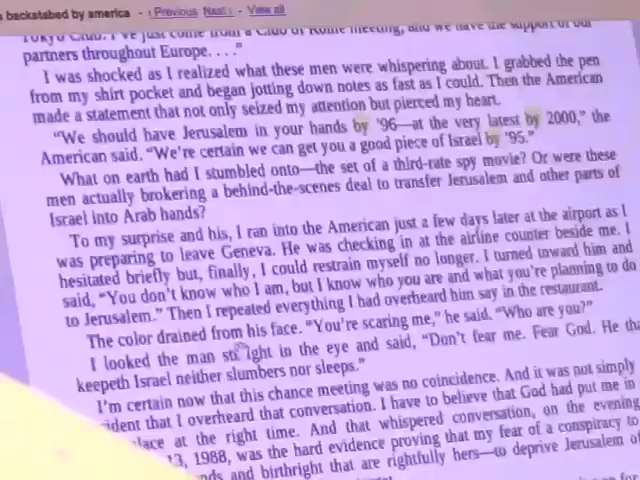 backstabed by america - ‹ Previous Next › - View all
Tokyo Club. I've just come from a Club of Rome meeting, and we have the support of our
partners throughout Europe. . . ."
I was shocked as I realized what these men were whispering about. I grabbed the pen
from my shirt pocket and began jotting down notes as fast as I could. Then the American
made a statement that not only seized my attention but pierced my heart.
"We should have Jerusalem in your hands by '96—at the very latest by 2000," the
American said. "We're certain we can get you a good piece of Israel by '95."
What on earth had I stumbled onto—the set of a third-rate spy movie? Or were these
men actually brokering a behind-the-scenes deal to transfer Jerusalem and other parts of
Israel into Arab hands?
To my surprise and his, I ran into the American just a few days later at the airport as I
was preparing to leave Geneva. He was checking in at the airline counter beside me. I
hesitated briefly but, finally, I could restrain myself no longer. I turned toward him and
said, "You don't know who I am, but I know who you are and what you're planning to do
to Jerusalem." Then I repeated everything I had overheard him say in the restaurant.
The color drained from his face. "You're scaring me," he said. "Who are you?"
I looked the man straight in the eye and said, "Don't fear me. Fear God. He tha
keepeth Israel neither slumbers nor sleeps."
I'm certain now that this chance meeting was no coincidence. And it was not simply
ident that I overheard that conversation. I have to believe that God had put me in
lace at the right time. And that whispered conversation, on the evening
13, 1988, was the hard evidence proving that my fear of a conspiracy to
nds and birthright that are rightfully hers—to deprive Jerusalem of